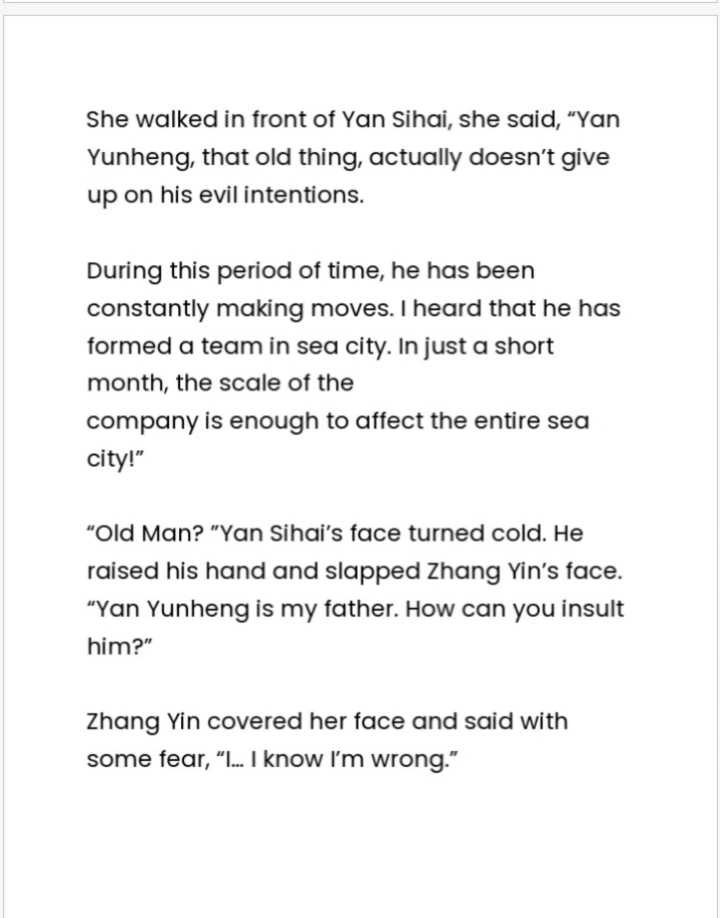 She walked in front of Yan Sihai, she said, “Yan
Yunheng, that old thing, actually doesn’t give
up on his evil intentions.
During this period of time, he has been
constantly making moves. I heard that he has
formed a team in sea city. In just a short
month, the scale of the
company is enough to affect the entire sea
city!”
“Old Man? ”Yan Sihai’s face turned cold. He
raised his hand and slapped Zhang Yin’s face.
“Yan Yunheng is my father. How can you insult
him?”
Zhang Yin covered her face and said with
some fear, “I… I know I’m wrong.”